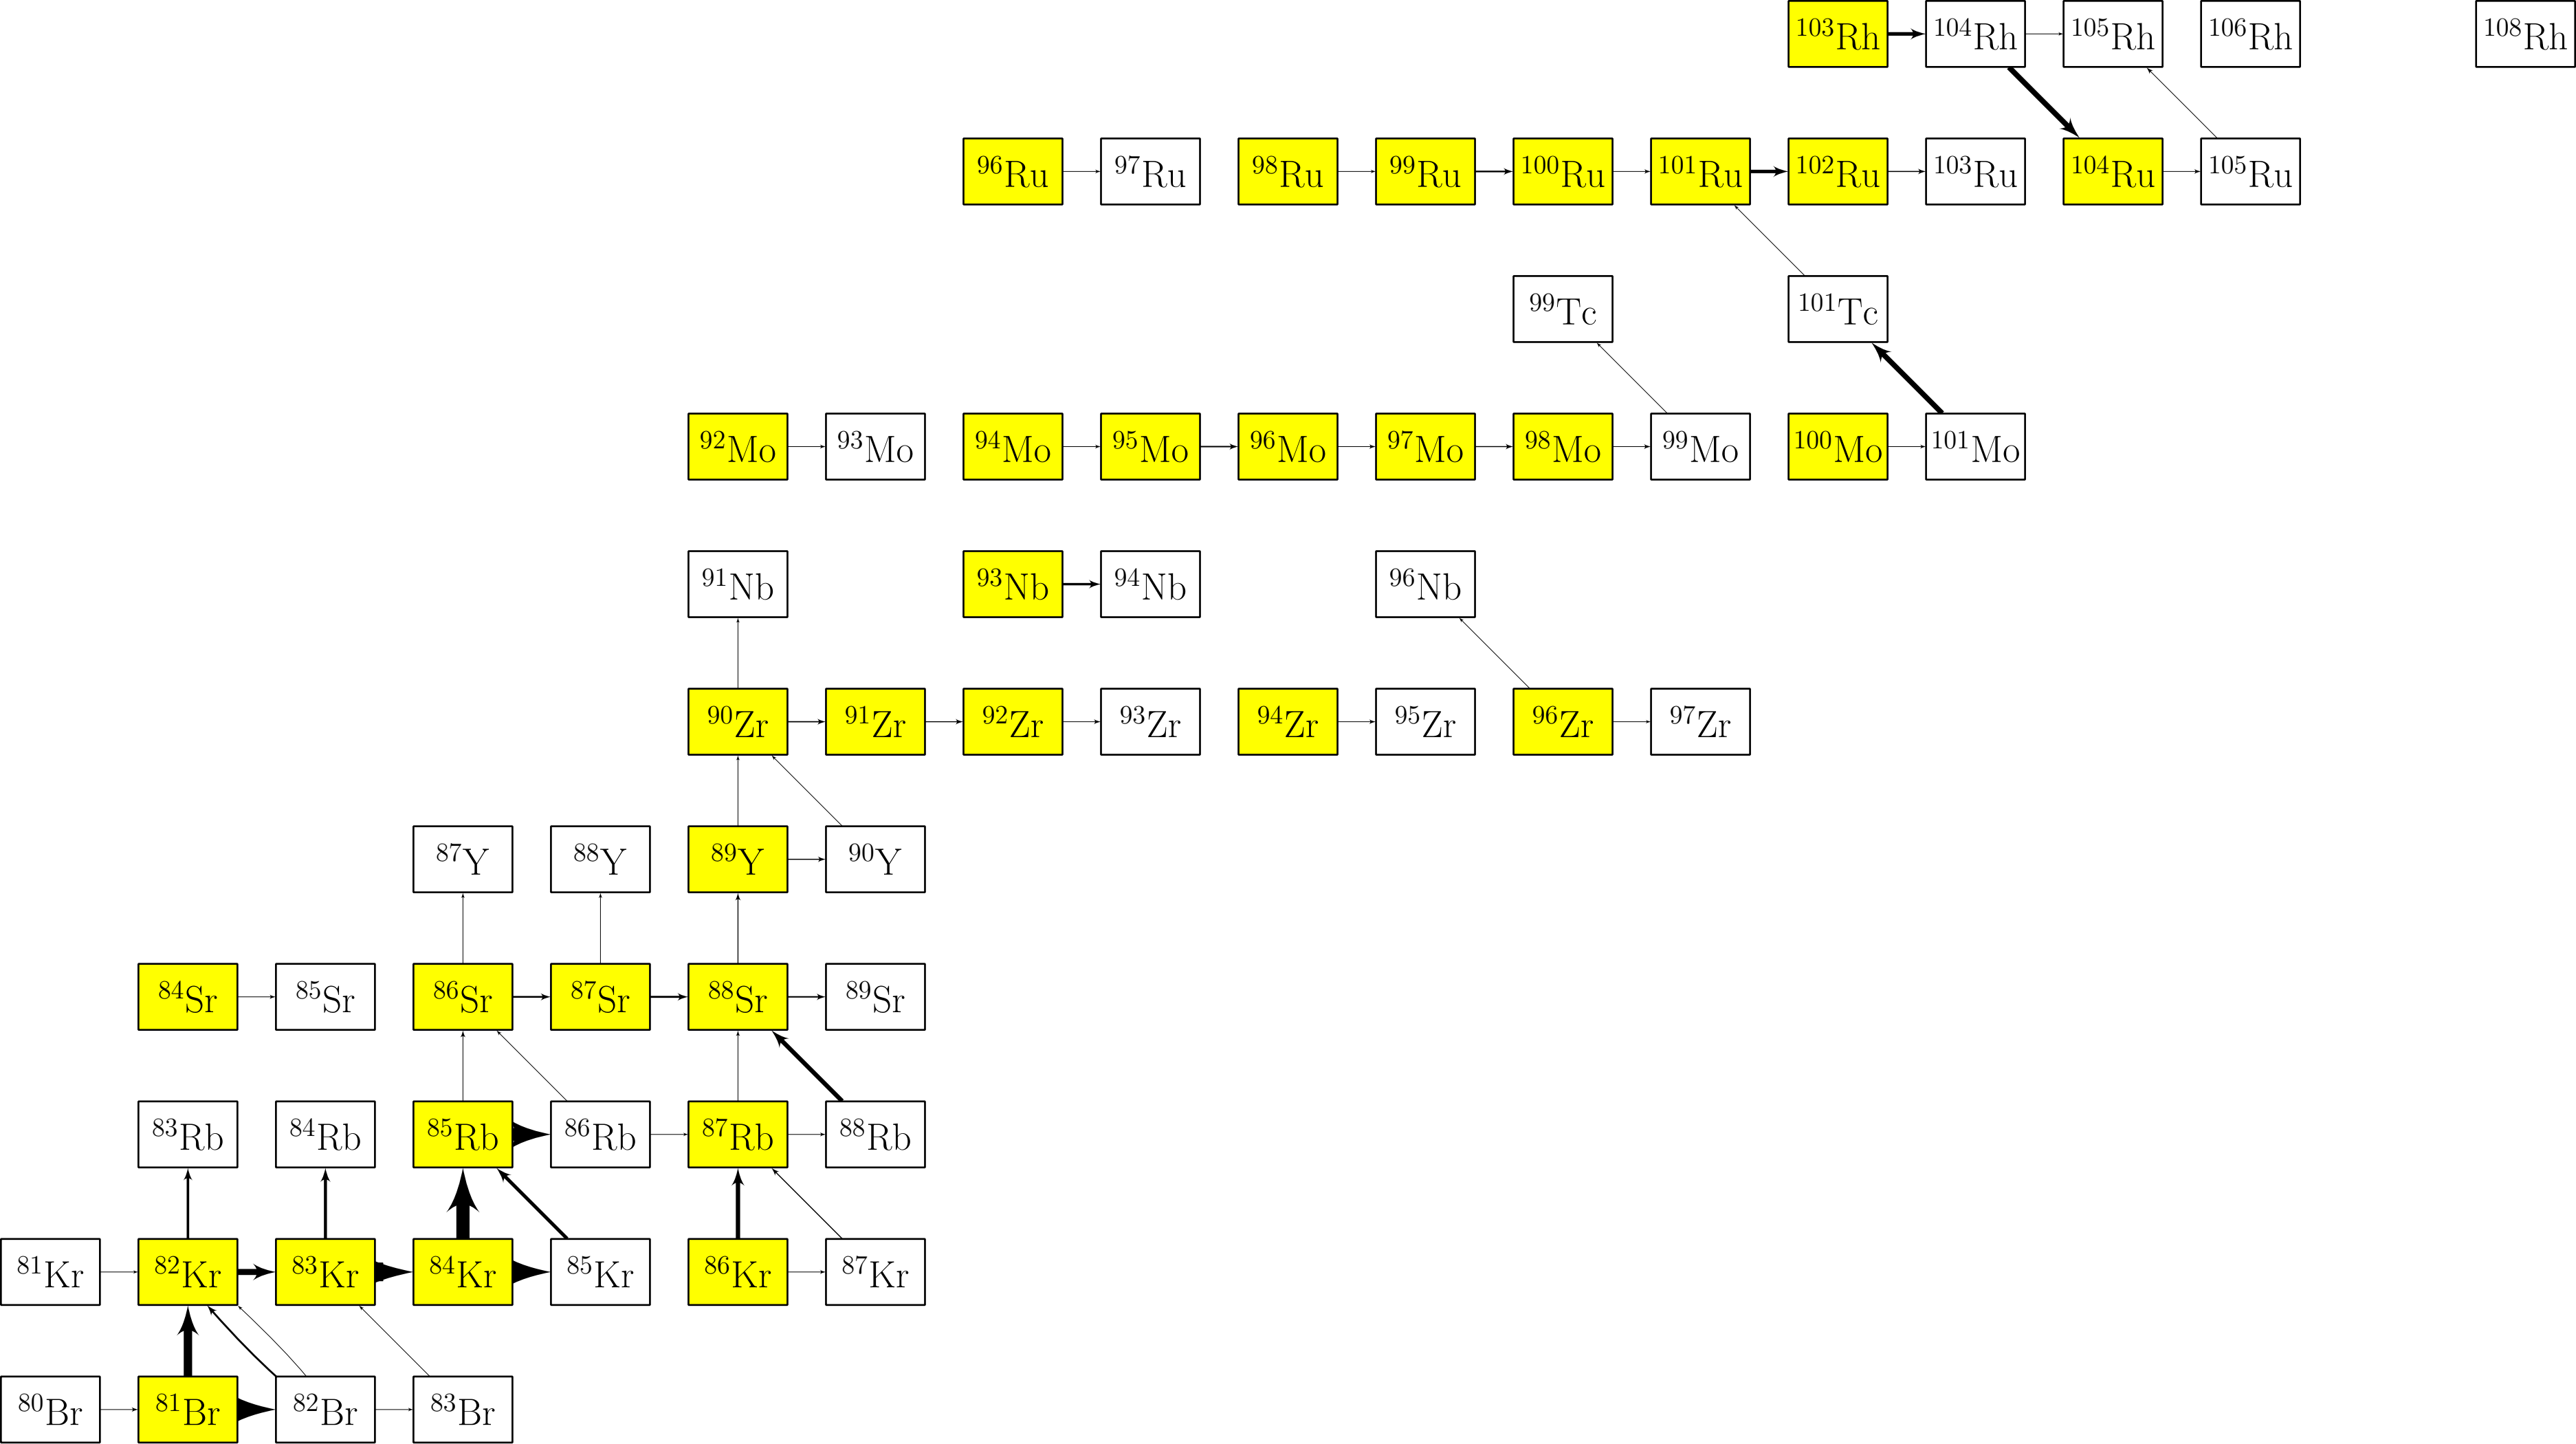 ¹⁰³Rh ¹⁰⁴Rh ¹⁰⁵Rh ¹⁰⁶Rh ¹⁰⁸Rh
⁹⁶Ru ⁹⁷Ru ⁹⁸Ru ⁹⁹Ru ¹⁰⁰Ru ¹⁰¹Ru ¹⁰²Ru ¹⁰³Ru ¹⁰⁴Ru ¹⁰⁵Ru
⁹⁹Tc ¹⁰¹Tc
⁹²Mo ⁹³Mo ⁹⁴Mo ⁹⁵Mo ⁹⁶Mo ⁹⁷Mo ⁹⁸Mo ⁹⁹Mo ¹⁰⁰Mo ¹⁰¹Mo
⁹¹Nb ⁹³Nb ⁹⁴Nb ⁹⁶Nb
⁹⁰Zr ⁹¹Zr ⁹²Zr ⁹³Zr ⁹⁴Zr ⁹⁵Zr ⁹⁶Zr ⁹⁷Zr
⁸⁷Y ⁸⁸Y ⁸⁹Y ⁹⁰Y
⁸⁴Sr ⁸⁵Sr ⁸⁶Sr ⁸⁷Sr ⁸⁸Sr ⁸⁹Sr
⁸³Rb ⁸⁴Rb ⁸⁵Rb ⁸⁶Rb ⁸⁷Rb ⁸⁸Rb
⁸¹Kr ⁸²Kr ⁸³Kr ⁸⁴Kr ⁸⁵Kr ⁸⁶Kr ⁸⁷Kr
⁸⁰Br ⁸¹Br ⁸²Br ⁸³Br